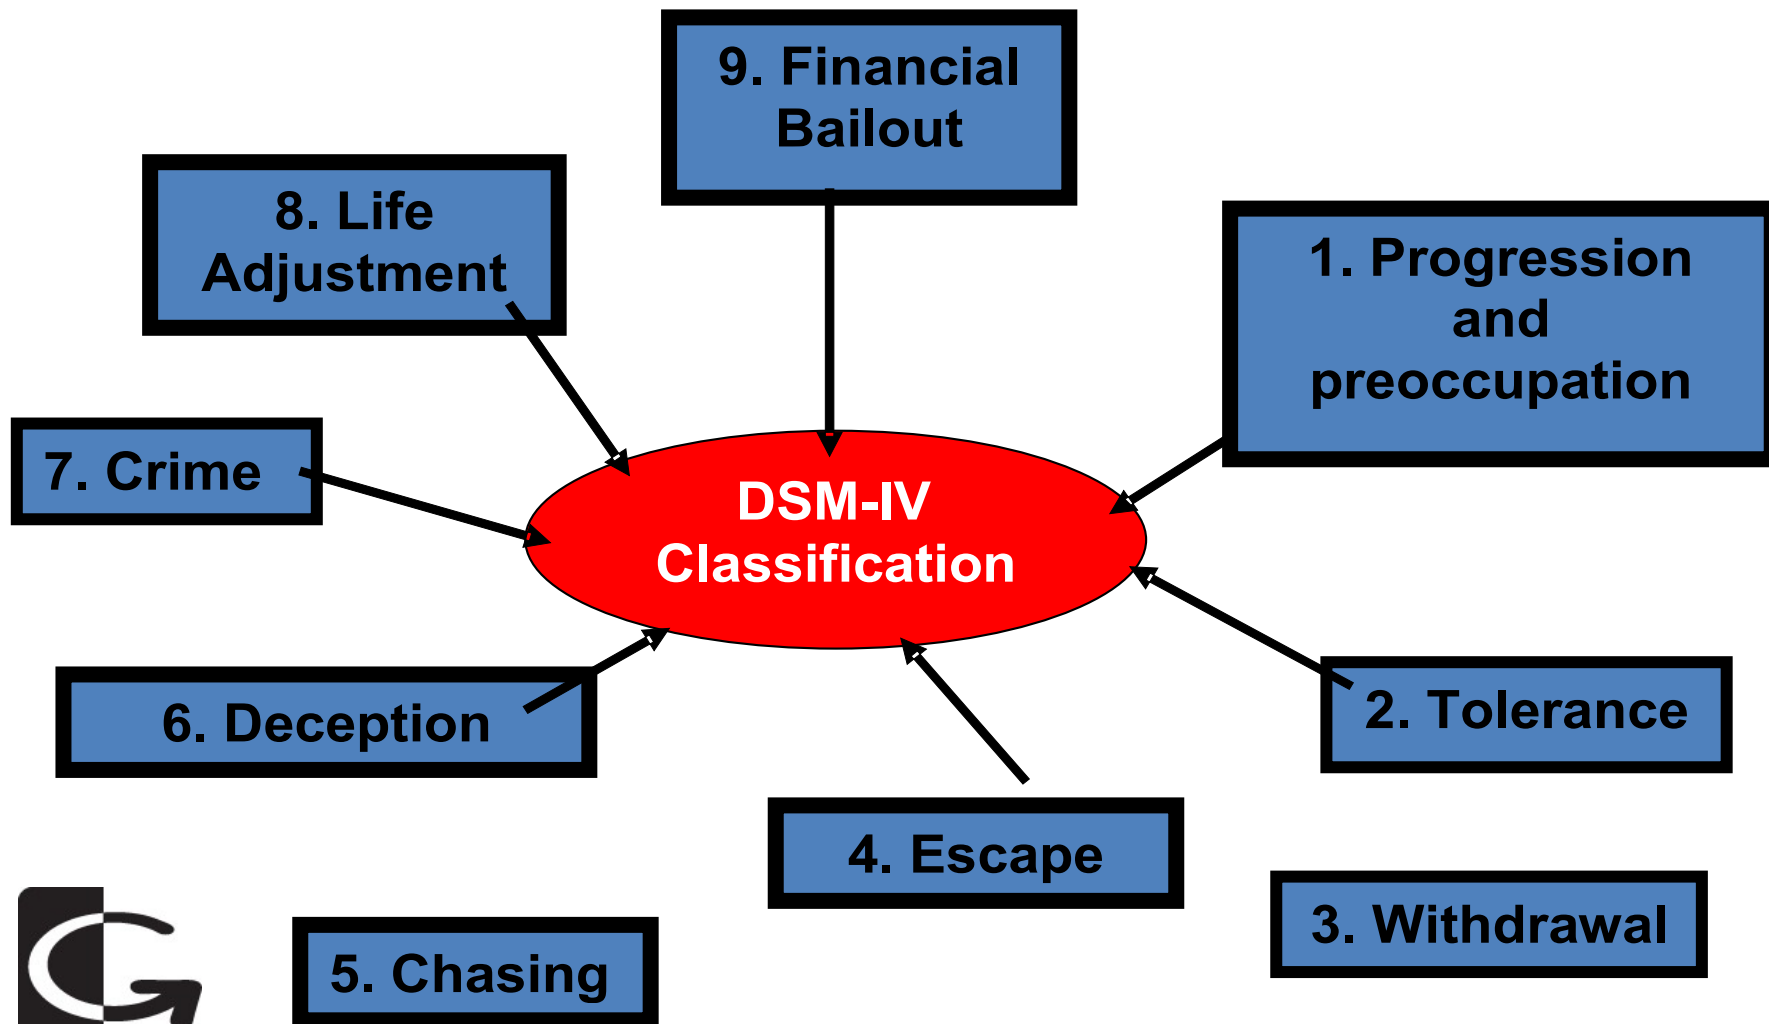 9. Financial
Bailout
8. Life
Adjustment
1. Progression
and
preoccupation
7. Crime
DSM-IV
Classification
6. Deception
2. Tolerance
4. Escape
3. Withdrawal
5. Chasing